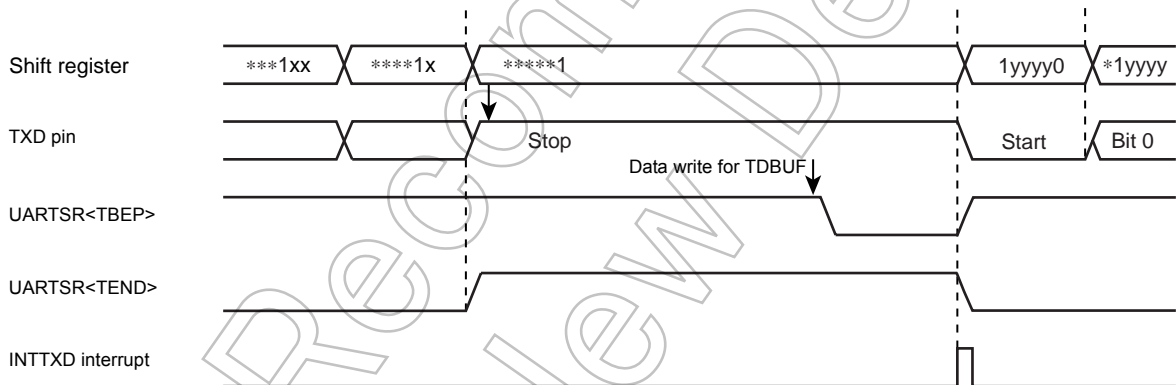 Shift register ***1xx ****1x *****1 1yyyy0 *1yyyy
TXD pin Stop Start Bit 0
Data write for TDBUF
UARTSR<TBEP>
UARTSR<TEND>
INTTXD interrupt